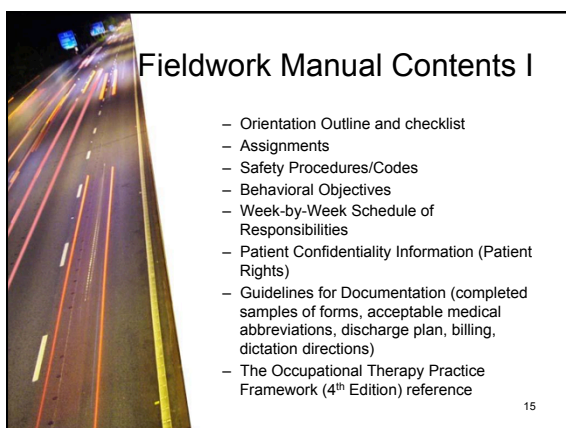 Fieldwork Manual Contents I
– Orientation Outline and checklist
– Assignments
– Safety Procedures/Codes
– Behavioral Objectives
– Week-by-Week Schedule of
Responsibilities
– Patient Confidentiality Information (Patient
Rights)
– Guidelines for Documentation (completed
samples of forms, acceptable medical
abbreviations, discharge plan, billing,
dictation directions)
– The Occupational Therapy Practice
Framework (4th Edition) reference
15